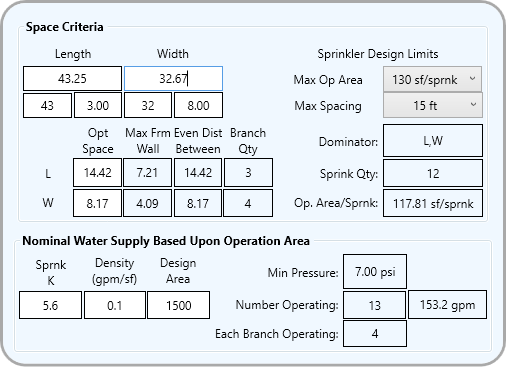 Space Criteria
Length Width Sprinkler Design Limits
43.25 32.67 Max Op Area 130 sf/sprnk
43 3.00 32 8.00 Max Spacing 15 ft
Opt Space Max Frm Wall Even Dist Between Branch Qty Dominator: L,W
L 14.42 7.21 14.42 3 Sprink Qty: 12
W 8.17 4.09 8.17 4 Op. Area/Sprnk: 117.81 sf/sprnk
Nominal Water Supply Based Upon Operation Area
Sprnk K Density (gpm/sf) Design Area Min Pressure: 7.00 psi
5.6 0.1 1500 Number Operating: 13 153.2 gpm
Each Branch Operating: 4